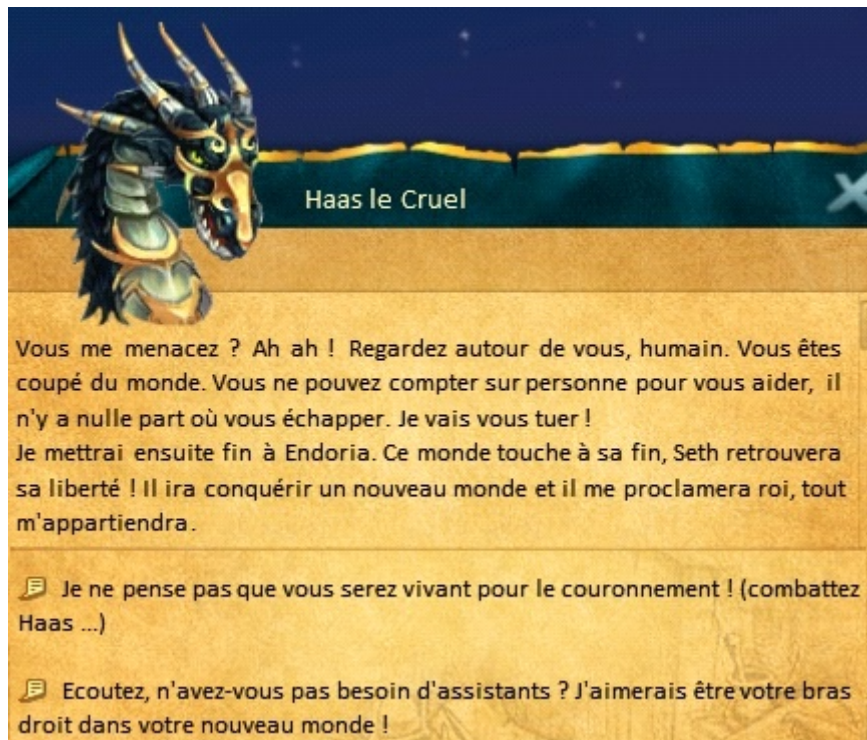 Haas le Cruel
Vous me menacez ? Ah ah ! Regardez autour de vous, humain. Vous êtes
coupé du monde. Vous ne pouvez compter sur personne pour vous aider, il
n'y a nulle part où vous échapper. Je vais vous tuer !
Je mettrai ensuite fin à Endoria. Ce monde touche à sa fin, Seth retrouvera
sa liberté ! Il ira conquérir un nouveau monde et il me proclamera roi, tout
m'appartiendra.
Je ne pense pas que vous serez vivant pour le couronnement ! (combattez
Haas ...)
Ecoutez, n'avez-vous pas besoin d'assistants ? J'aimerais être votre bras
droit dans votre nouveau monde !